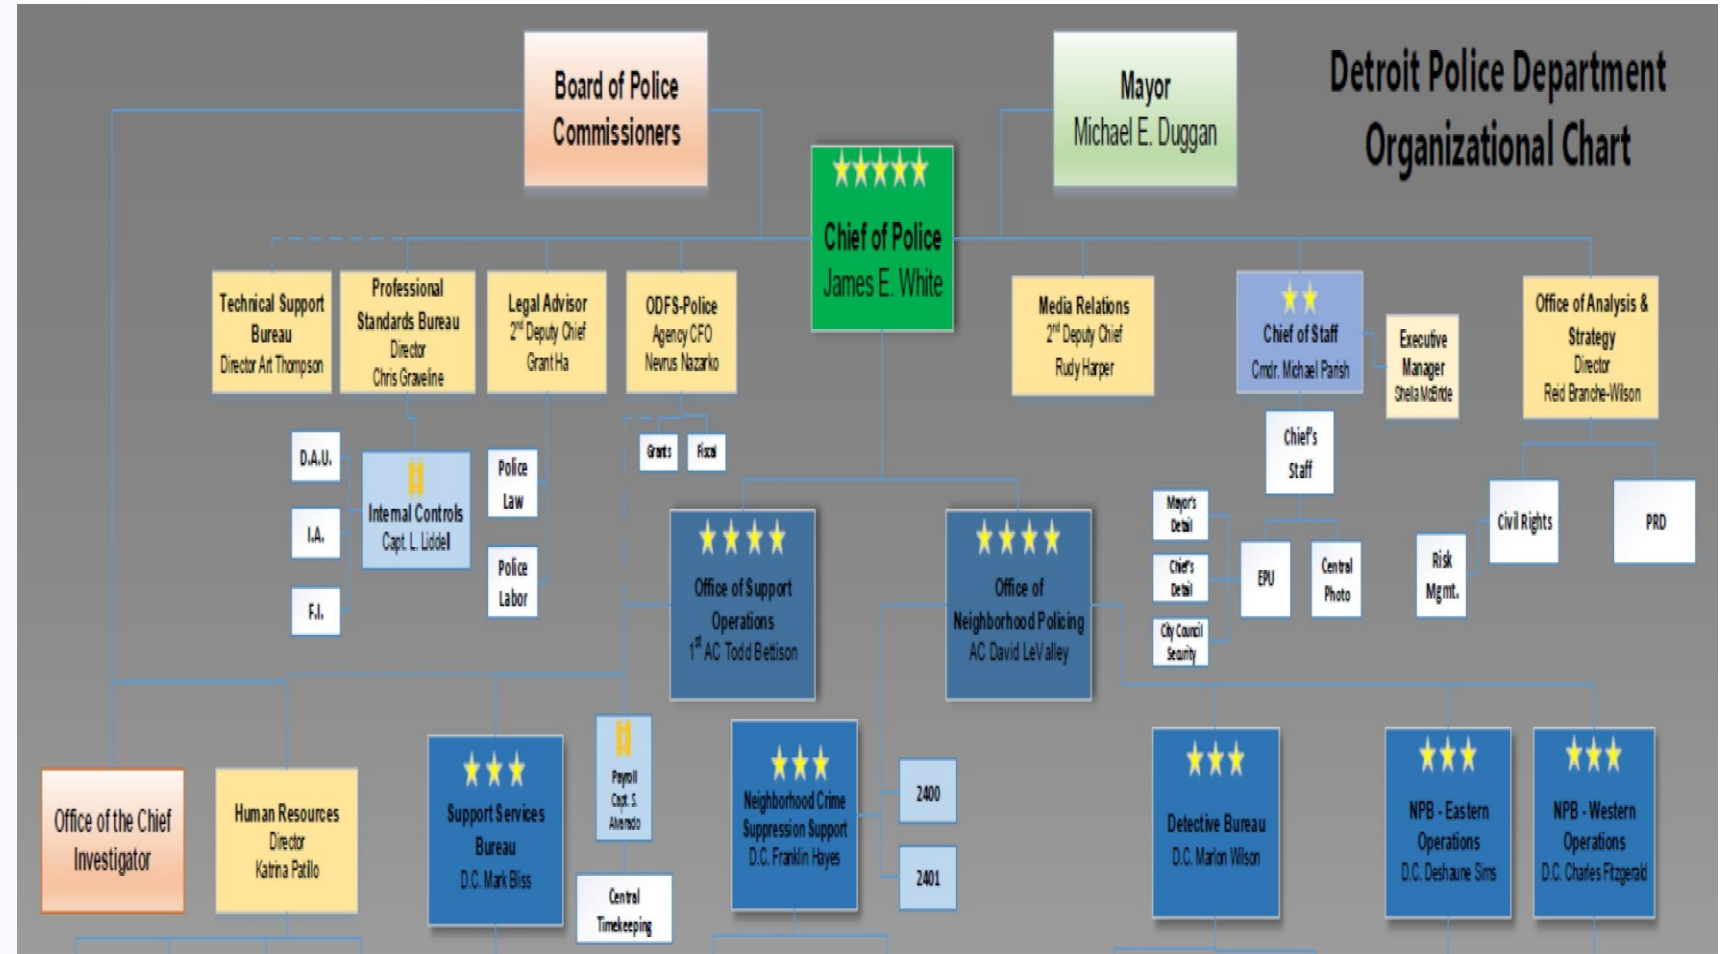 Detroit Police Department
Organizational Chart
Board of Police
Commissioners
Mayor
Michael E. Duggan
Chief of Police
James E. White
Technical Support
Bureau
Director Art Thompson
Professional
Standards Bureau
Director
Chris Graveline
Legal Advisor
2nd Deputy Chief
Grant Ha
ODFS-Police
Agency CFO
Nevrus Nazarko
Media Relations
2nd Deputy Chief
Rudy Harper
Chief of Staff
Cmdr. Michael Parish
Executive
Manager
Sheila McBride
Office of Analysis &
Strategy
Director
Reid Branche-Wilson
D.A.U.
I.A.
F.I.
Internal Controls
Capt. L. Liddell
Police
Law
Police
Labor
Grants
Fiscal
Chief's
Staff
Mayor's
Detail
Chief's
Detail
City Council
Security
EPU
Central
Photo
Civil Rights
PRD
Risk
Mgmt.
Office of Support
Operations
1st AC Todd Bettison
Office of
Neighborhood Policing
AC David LeValley
Office of the Chief
Investigator
Human Resources
Director
Katrina Patillo
Support Services
Bureau
D.C. Mark Bliss
Payroll
Capt. S.
Alvarado
Central
Timekeeping
Neighborhood Crime
Suppression Support
D.C. Franklin Hayes
2400
2401
Detective Bureau
D.C. Marlon Wilson
NPB - Eastern
Operations
D.C. Deshaune Sims
NPB - Western
Operations
D.C. Charles Fitzgerald